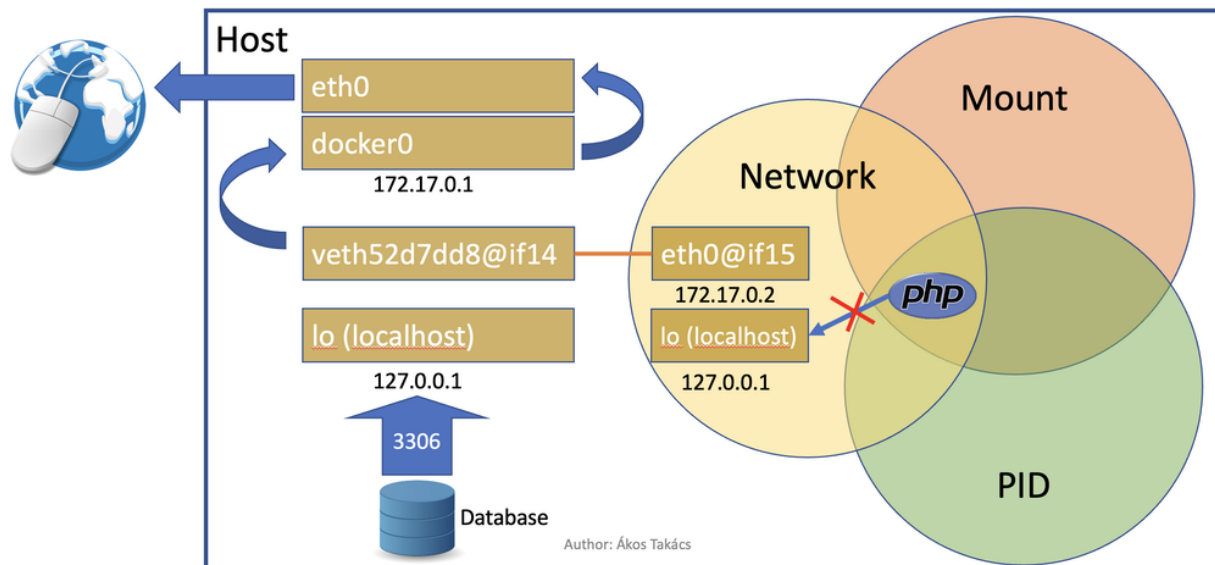 Host
eth0
docker0
172.17.0.1
veth52d7dd8@if14
lo (localhost)
127.0.0.1
3306
Database
Author: Ákos Takács
Mount
Network
eth0@if15
172.17.0.2
php
lo (localhost)
127.0.0.1
PID